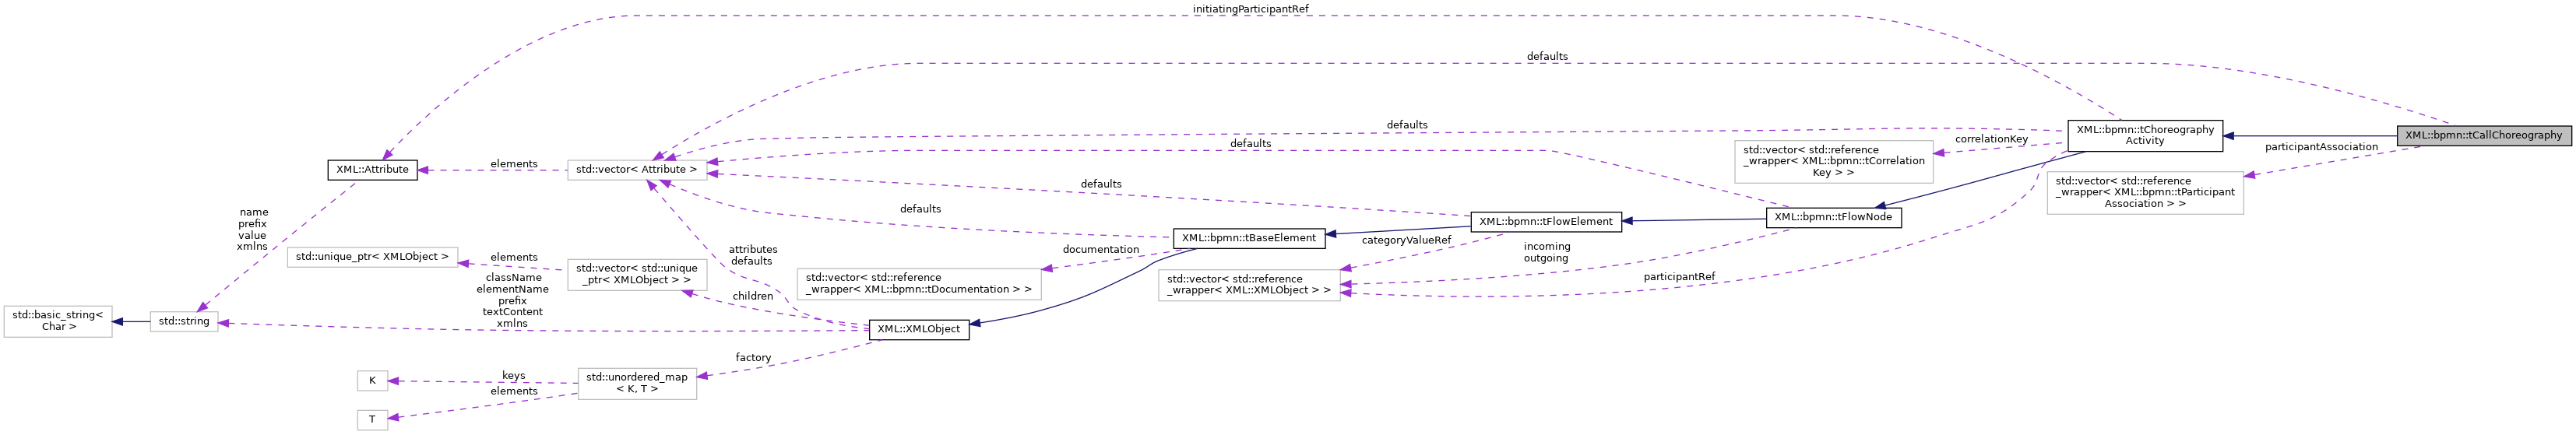 initiatingParticipantRef
defaults
defaults
defaults
defaults
defaults
XML::bpmn::tChoreography
Activity
XML::bpmn::tCallChoreography
correlationKey
participantAssociation
std::vector< std::reference
_wrapper< XML::bpmn::tCorrelation
Key > >
std::vector< std::reference
_wrapper< XML::bpmn::tParticipant
Association > >
XML::Attribute
elements
std::vector< Attribute >
name
prefix
value
xmlns
XML::bpmn::tFlowElement
XML::bpmn::tFlowNode
XML::bpmn::tBaseElement
categoryValueRef
incoming
outgoing
participantRef
attributes
defaults
documentation
std::unique_ptr< XMLObject >
elements
std::vector< std::unique
_ptr< XMLObject > >
std::vector< std::reference
_wrapper< XML::bpmn::tDocumentation > >
std::vector< std::reference
_wrapper< XML::XMLObject > >
className
elementName
prefix
textContent
xmlns
children
std::basic_string<
Char >
std::string
XML::XMLObject
factory
K
keys
elements
std::unordered_map
< K, T >
T